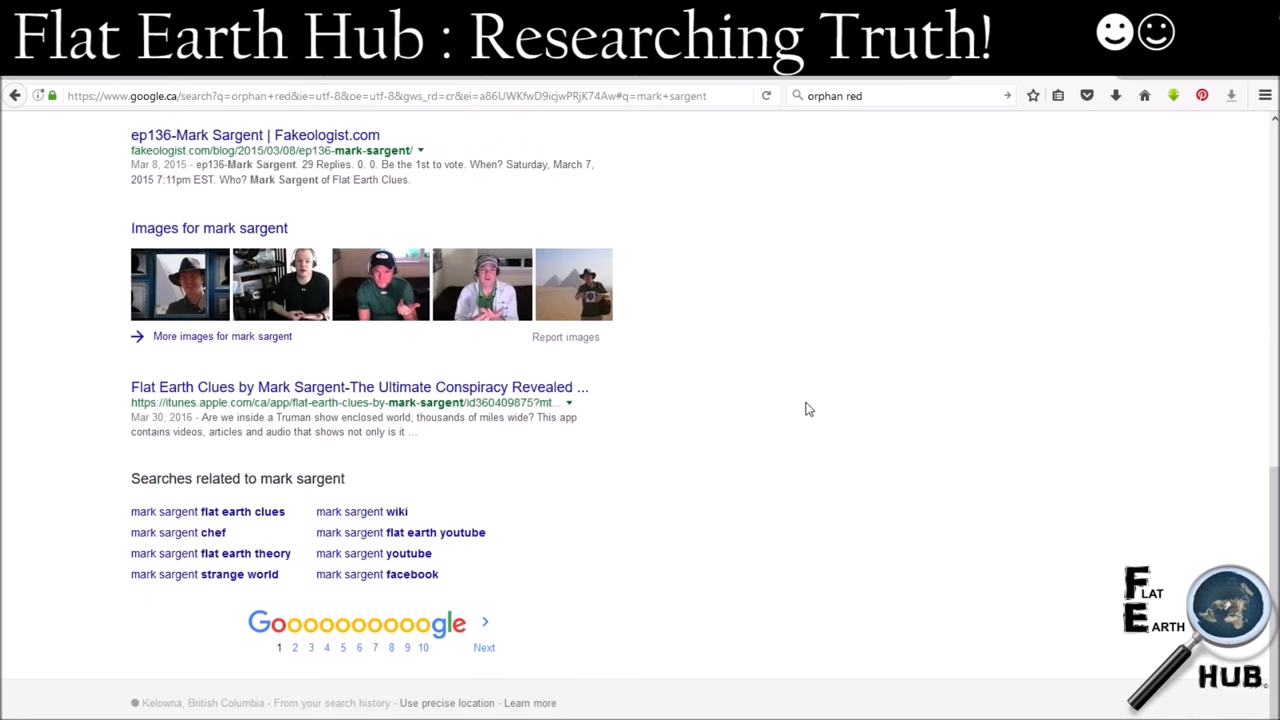 Flat Earth Hub : Researching Truth!
https://www.google.ca/search?q=orphan+red&ie=utf-8&oe=utf-8&gws_rd=cr&ei=a86UWKfwD9icjwPRjK74Aw#q=mark+sargent
orphan red
ep136-Mark Sargent | Fakeologist.com
fakeologist.com/blog/2015/03/08/ep136-mark-sargent/
Mar 8, 2015 - ep136-Mark Sargent. 29 Replies. 0. 0. Be the 1st to vote. When? Saturday, March 7,
2015 7:11pm EST. Who? Mark Sargent of Flat Earth Clues.
Images for mark sargent
More images for mark sargent
Report images
Flat Earth Clues by Mark Sargent-The Ultimate Conspiracy Revealed ...
https://itunes.apple.com/ca/app/flat-earth-clues-by-mark-sargent/id360409875?mt...
Mar 30, 2016 - Are we inside a Truman show enclosed world, thousands of miles wide? This app
contains videos, articles and audio that shows not only is it ...
Searches related to mark sargent
mark sargent flat earth clues
mark sargent wiki
mark sargent chef
mark sargent flat earth youtube
mark sargent flat earth theory
mark sargent youtube
mark sargent strange world
mark sargent facebook
Goooooooooogle
1 2 3 4 5 6 7 8 9 10 Next
Kelowna, British Columbia - From your search history - Use precise location - Learn more
FLAT
EARTH
HUB